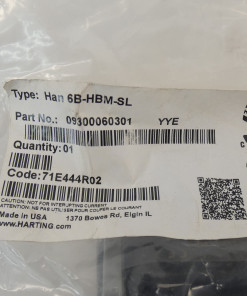 Type: Han 6B-HBM-SL
Part No.: 09300060301 YYE
Quantity:01
Code:71E444R02
CAUTION:NOT FOR INTERRUPTING CURRENT
ATTENTION:NE PAS UTILISER POUR COUPER LE COURANT
Made in USA 1370 Bowes Rd, Elgin IL
www.HARTING.com